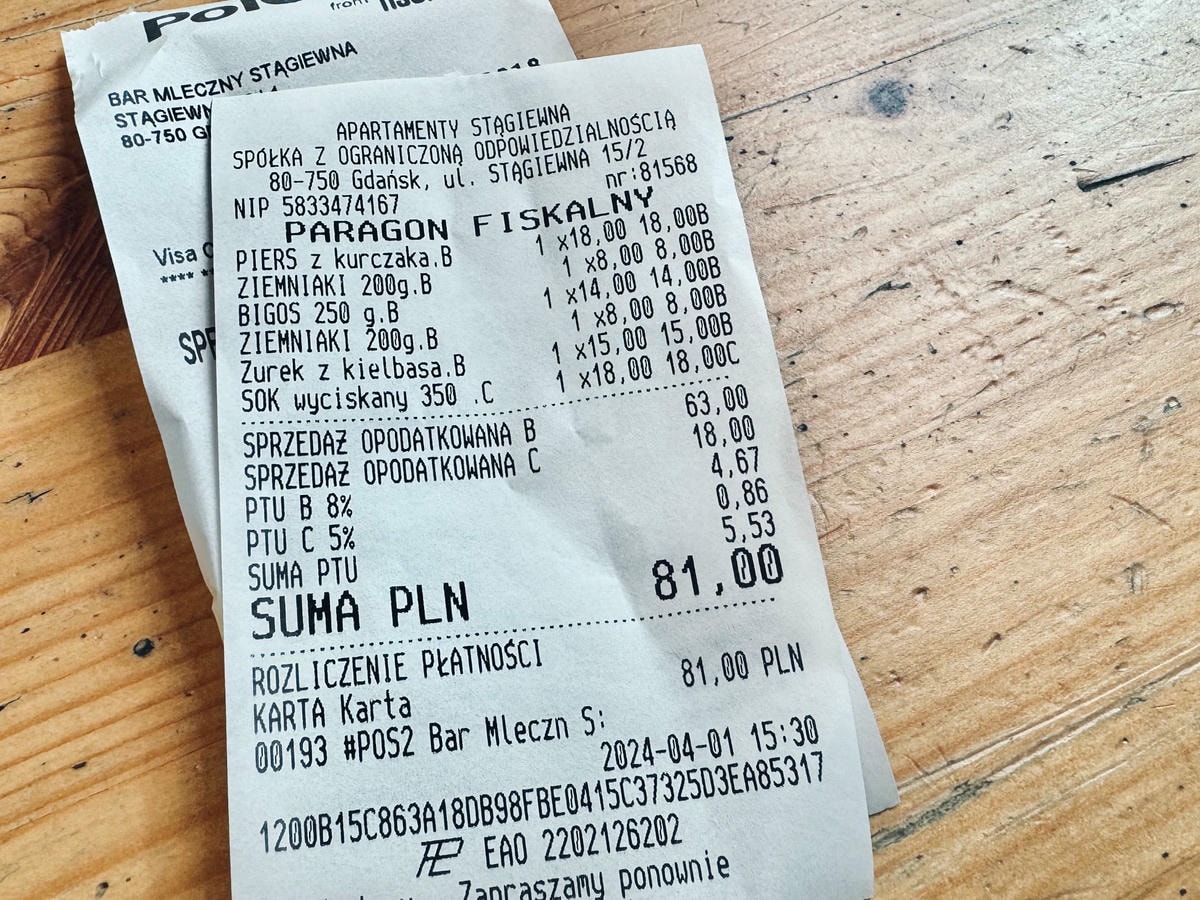 from
BAR MLECZNY STĄGIEWNA
80-750
Visa
**** **
APARTAMENTY STĄGIEWNA
SPÓŁKA Z OGRANICZONĄ ODPOWIEDZIALNOŚCIĄ
80-750 Gdańsk, ul. STĄGIEWNA 15/2
NIP 5833474167 nr:81568
PARAGON FISKALNY
PIERS z kurczaka.B 1 x18,00 18,00B
ZIEMNIAKI 200g.B 1 x8,00 8,00B
BIGOS 250 g.B 1 x14,00 14,00B
ZIEMNIAKI 200g.B 1 x8,00 8,00B
Zurek z kielbasa.B 1 x15,00 15,00B
SOK wyciskany 350 .C 1 x18,00 18,00C
SPRZEDAŻ OPODATKOWANA B 63,00
SPRZEDAŻ OPODATKOWANA C 18,00
PTU B 8% 4,67
PTU C 5% 0,86
SUMA PTU 5,53
SUMA PLN 81,00
ROZLICZENIE PŁATNOŚCI
KARTA Karta 81,00 PLN
00193 #POS2 Bar Mleczn S:
2024-04-01 15:30
1200B15C863A18DB98FBE0415C37325D3EA85317
EAO 2202126202
Zapraszamy ponownie